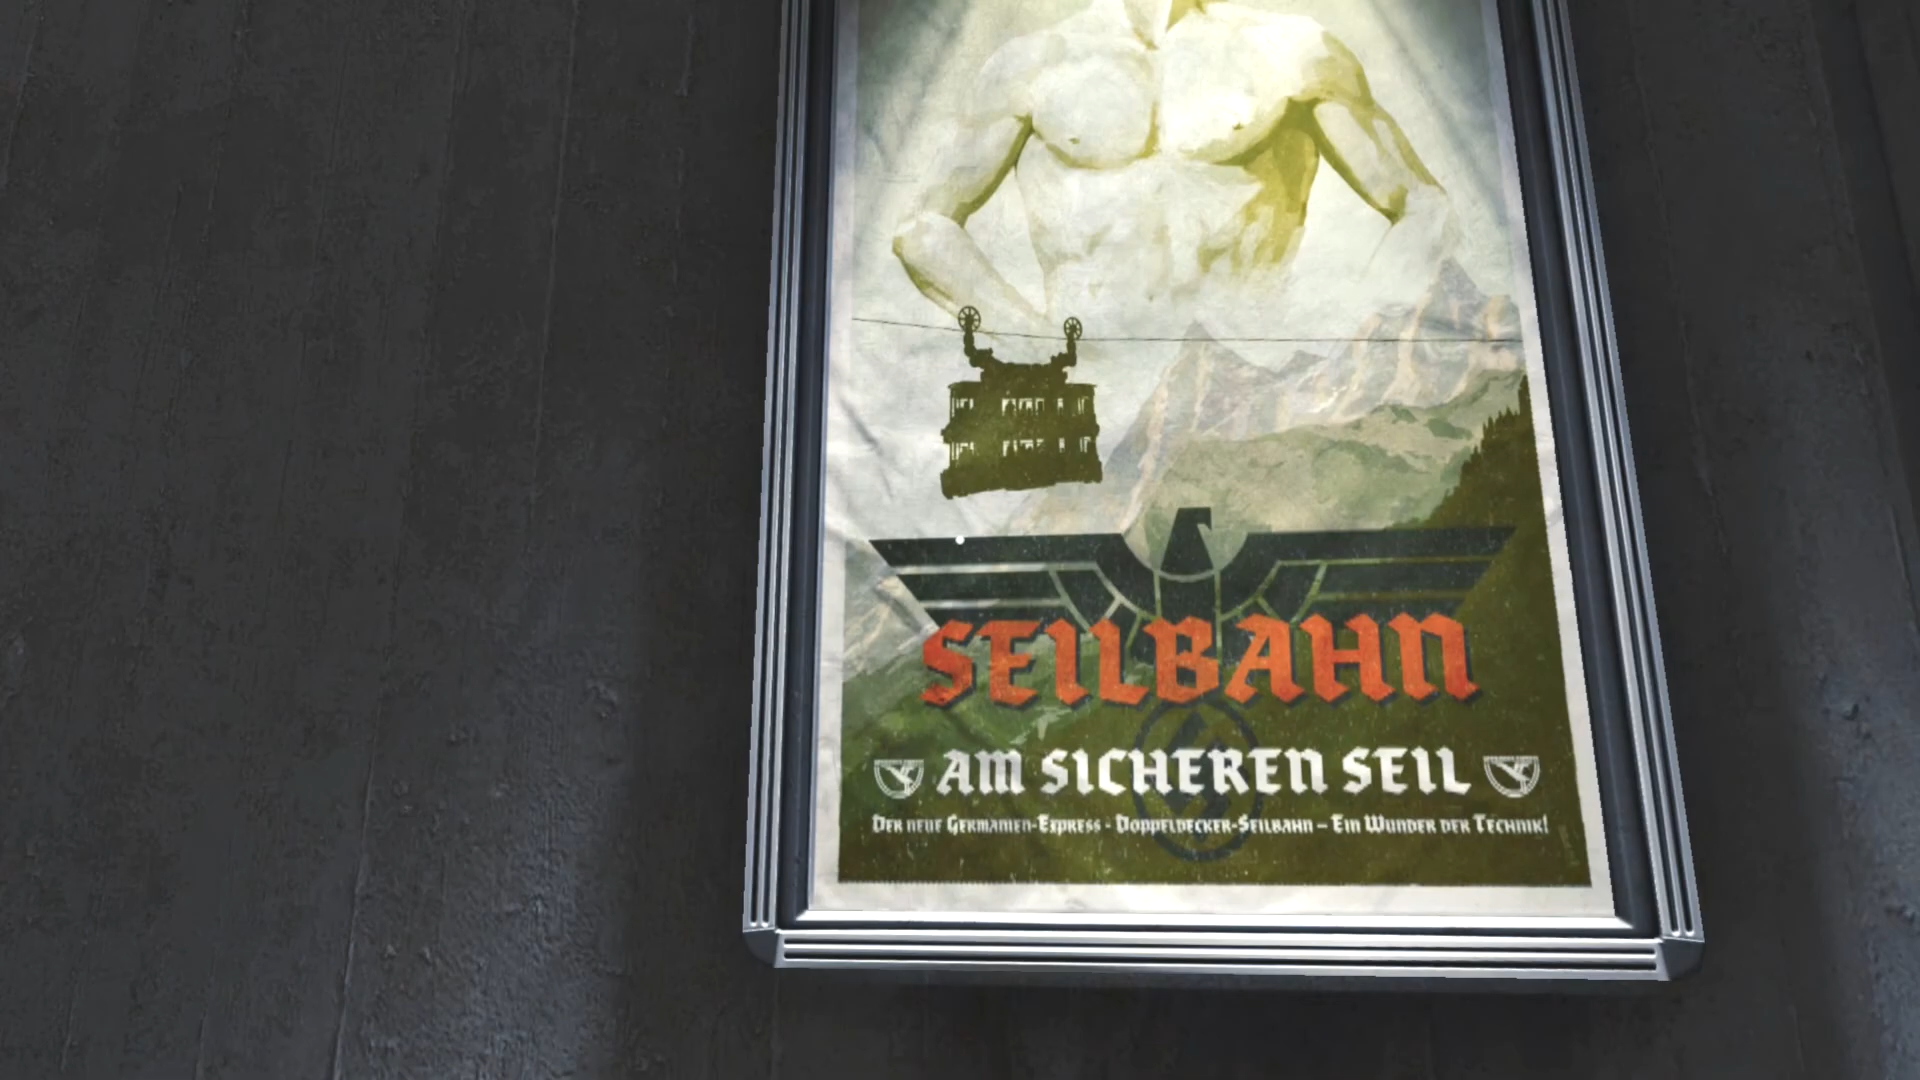 SEILBAHN
AM SICHEREN SEIL
DER NEUE GERMANIEN-EXPRESS - DOPPELDECKER-SEILBAHN – EIN WUNDER DER TECHNIK!